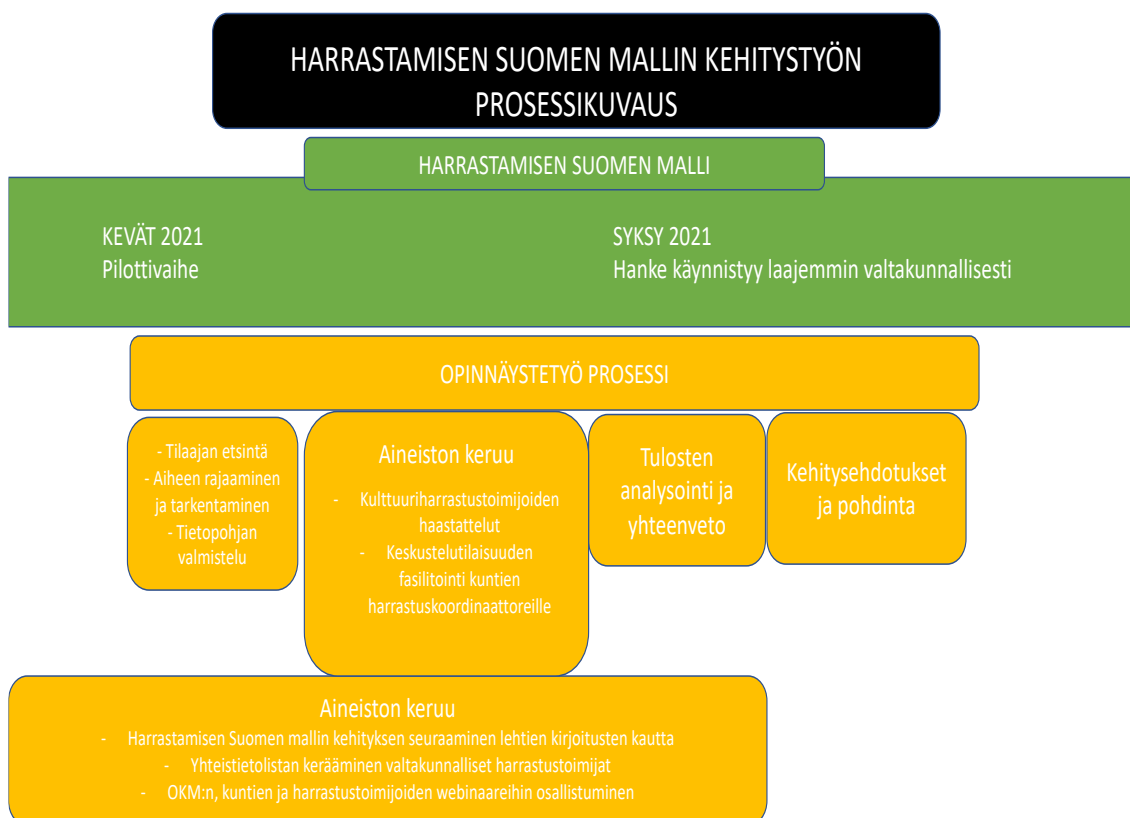 HARRASTAMISEN SUOMEN MALLIN KEHITYSTYÖN
PROSESSIKUVAUS
HARRASTAMISEN SUOMEN MALLI
KEVÄT 2021
Pilottivaihe
SYKSY 2021
Hanke käynnistyy laajemmin valtakunnallisesti
OPINNÄYSTETYÖ PROSESSI
- Tilaajan etsintä
- Aiheen rajaaminen
ja tarkentaminen
- Tietopohjan
valmistelu
Aineiston keruu
- Kulttuuriharrastustoimijoiden
haastattelut
- Keskustelutilaisuuden
fasilitointi kuntien
harrastuskoordinaattoreille
Tulosten
analysointi ja
yhteenveto
Kehitysehdotukset
ja pohdinta
Aineiston keruu
- Harrastamisen Suomen mallin kehityksen seuraaminen lehtien kirjoitusten kautta
- Yhteistietolistan kerääminen valtakunnalliset harrastustoimijat
- OKM:n, kuntien ja harrastustoimijoiden webinaareihin osallistuminen